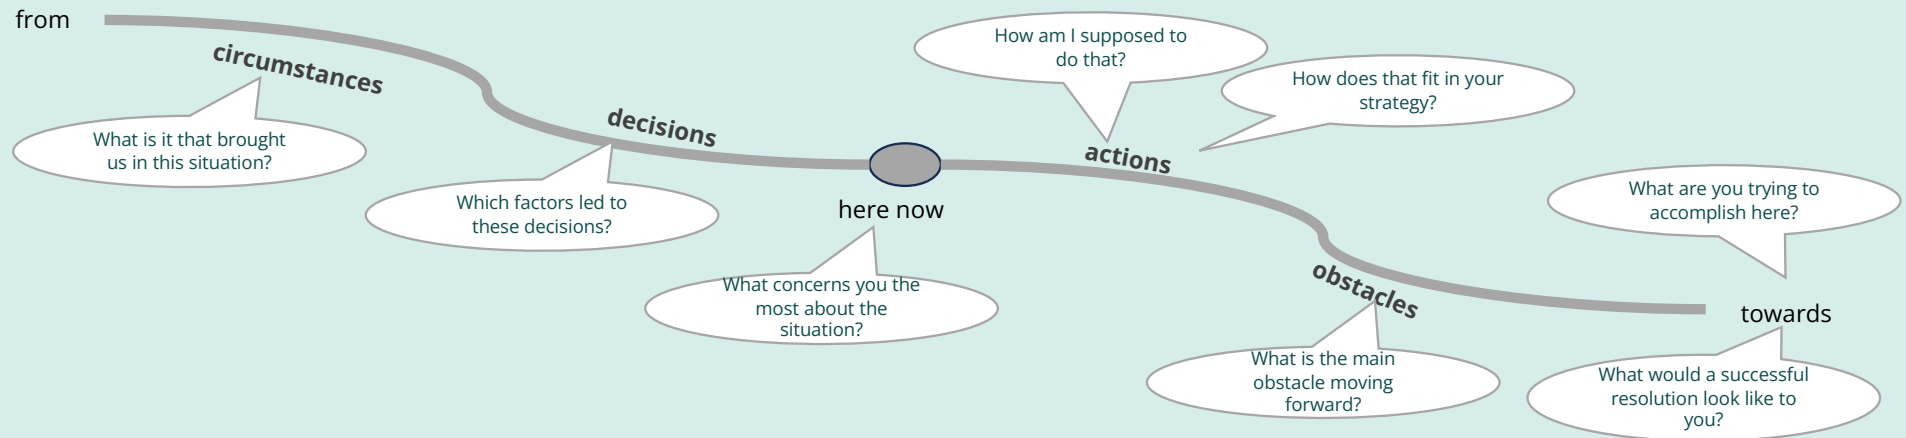 from
circumstances
What is it that brought
us in this situation?
decisions
Which factors led to
these decisions?
here now
What concerns you the
most about the
situation?
How am I supposed to
do that?
How does that fit in your
strategy?
actions
obstacles
What is the main
obstacle moving
forward?
What are you trying to
accomplish here?
towards
What would a successful
resolution look like to
you?